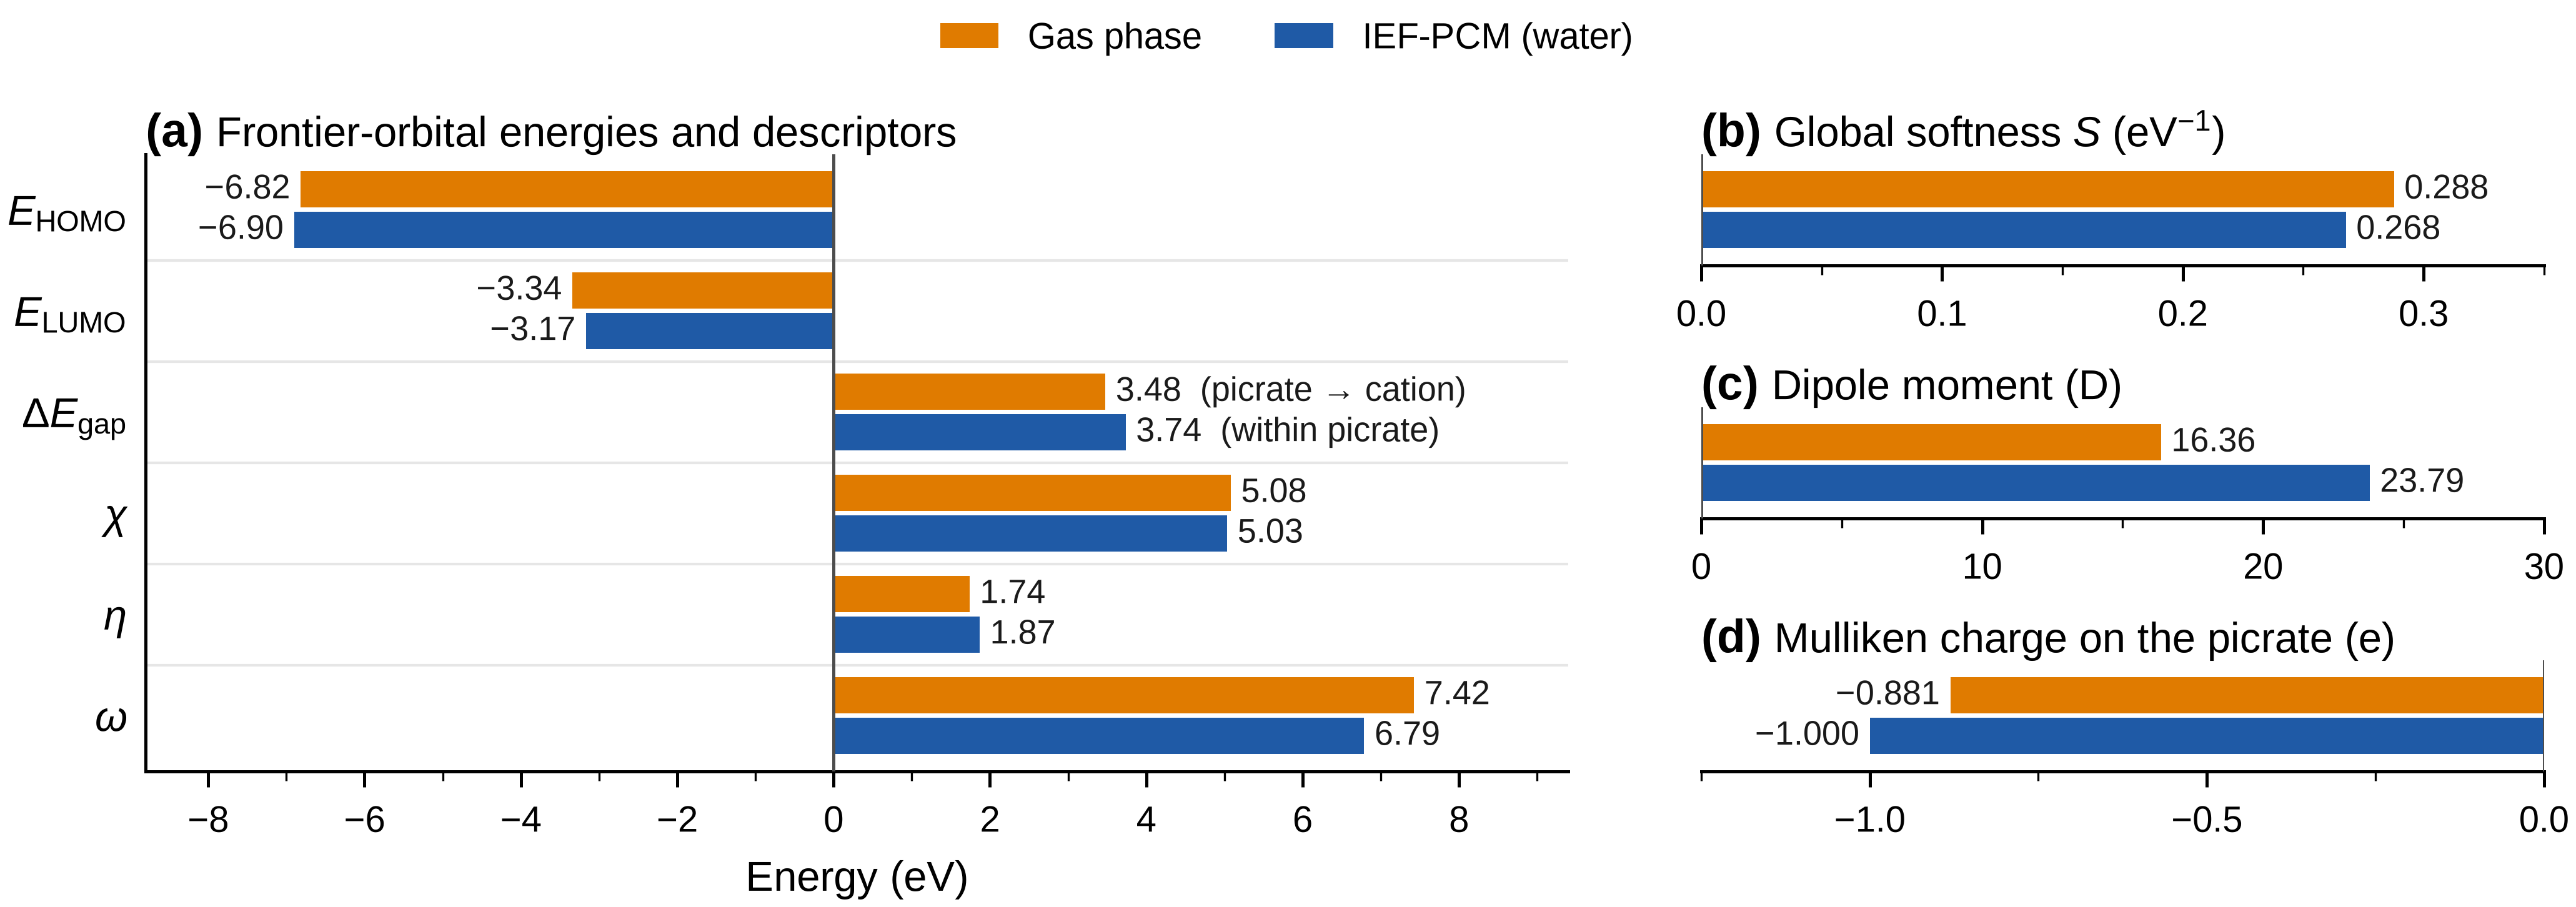 Gas phase IEF-PCM (water)
(a) Frontier-orbital energies and descriptors
E_HOMO
−6.82
−6.90
E_LUMO
−3.34
−3.17
ΔE_gap
3.48 (picrate → cation)
3.74 (within picrate)
χ
5.08
5.03
η
1.74
1.87
ω
7.42
6.79
−8 −6 −4 −2 0 2 4 6 8
Energy (eV)
(b) Global softness S (eV⁻¹)
0.288
0.268
0.0 0.1 0.2 0.3
(c) Dipole moment (D)
16.36
23.79
0 10 20 30
(d) Mulliken charge on the picrate (e)
−0.881
−1.000
−1.0 −0.5 0.0